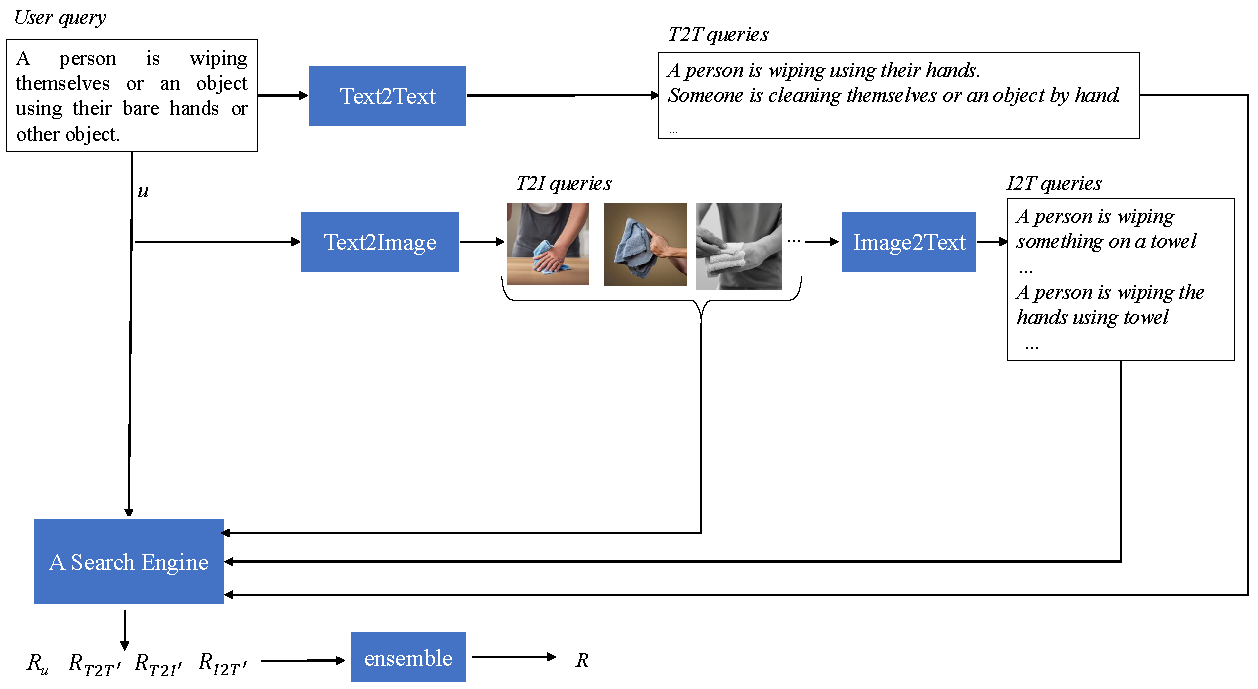 User query
A person is wiping
themselves or an object
using their bare hands or
other object.
Text2Text
T2T queries
A person is wiping using their hands.
Someone is cleaning themselves or an object by hand.
...
u
Text2Image
T2I queries
...
Image2Text
I2T queries
A person is wiping
something on a towel
...
A person is wiping the
hands using towel
...
A Search Engine
R_u R_{T2T'} R_{T2I'} R_{I2T'}
ensemble
R